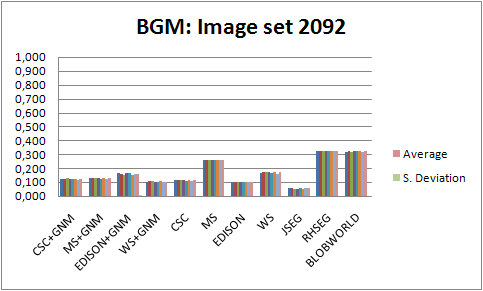 BGM: Image set 2092
1,000
0,900
0,800
0,700
0,600
0,500
0,400
0,300
0,200
0,100
0,000
CSC+GNM
MS+GNM
EDISON+GNM
WS+GNM
CSC
MS
EDISON
WS
JSEG
RHSEG
BLOBWORLD
Average
S. Deviation